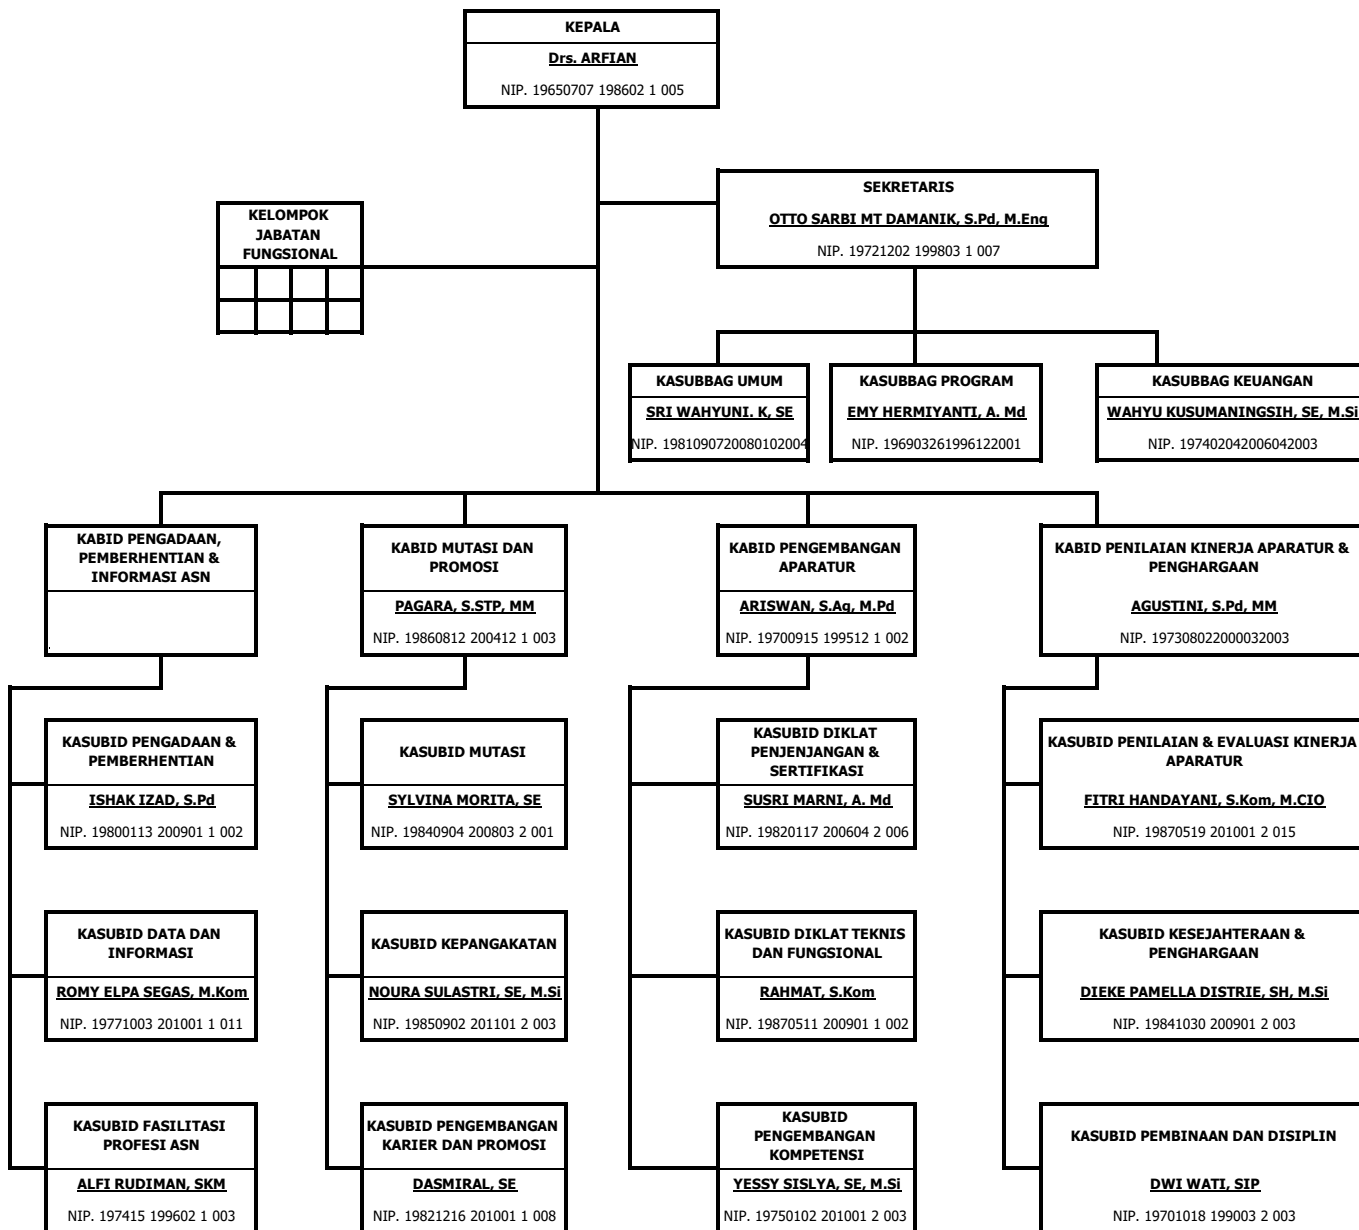 KEPALA
Drs. ARFIAN
NIP. 19650707 198602 1 005
SEKRETARIS
OTTO SARBI MT DAMANIK, S.Pd, M.Eng
NIP. 19721202 199803 1 007
KELOMPOK
JABATAN
FUNGSIONAL
KASUBBAG UMUM
SRI WAHYUNI. K, SE
NIP. 1981090720080102004
KASUBBAG PROGRAM
EMY HERMIYANTI, A. Md
NIP. 196903261996122001
KASUBBAG KEUANGAN
WAHYU KUSUMANINGSIH, SE, M.Si
NIP. 197402042006042003
KABID PENGADAAN,
PEMBERHENTIAN &
INFORMASI ASN
.
KABID MUTASI DAN
PROMOSI
PAGARA, S.STP, MM
NIP. 19860812 200412 1 003
KABID PENGEMBANGAN
APARATUR
ARISWAN, S.Ag, M.Pd
NIP. 19700915 199512 1 002
KABID PENILAIAN KINERJA APARATUR &
PENGHARGAAN
AGUSTINI, S.Pd, MM
NIP. 197308022000032003
KASUBID PENGADAAN &
PEMBERHENTIAN
ISHAK IZAD, S.Pd
NIP. 19800113 200901 1 002
KASUBID MUTASI
SYLVINA MORITA, SE
NIP. 19840904 200803 2 001
KASUBID DIKLAT
PENJENJANGAN &
SERTIFIKASI
SUSRI MARNI, A. Md
NIP. 19820117 200604 2 006
KASUBID PENILAIAN & EVALUASI KINERJA
APARATUR
FITRI HANDAYANI, S.Kom, M.CIO
NIP. 19870519 201001 2 015
KASUBID DATA DAN
INFORMASI
ROMY ELPA SEGAS, M.Kom
NIP. 19771003 201001 1 011
KASUBID KEPANGAKATAN
NOURA SULASTRI, SE, M.Si
NIP. 19850902 201101 2 003
KASUBID DIKLAT TEKNIS
DAN FUNGSIONAL
RAHMAT, S.Kom
NIP. 19870511 200901 1 002
KASUBID KESEJAHTERAAN &
PENGHARGAAN
DIEKE PAMELLA DISTRIE, SH, M.Si
NIP. 19841030 200901 2 003
KASUBID FASILITASI
PROFESI ASN
ALFI RUDIMAN, SKM
NIP. 197415 199602 1 003
KASUBID PENGEMBANGAN
KARIER DAN PROMOSI
DASMIRAL, SE
NIP. 19821216 201001 1 008
KASUBID
PENGEMBANGAN
KOMPETENSI
YESSY SISLYA, SE, M.Si
NIP. 19750102 201001 2 003
KASUBID PEMBINAAN DAN DISIPLIN
DWI WATI, SIP
NIP. 19701018 199003 2 003